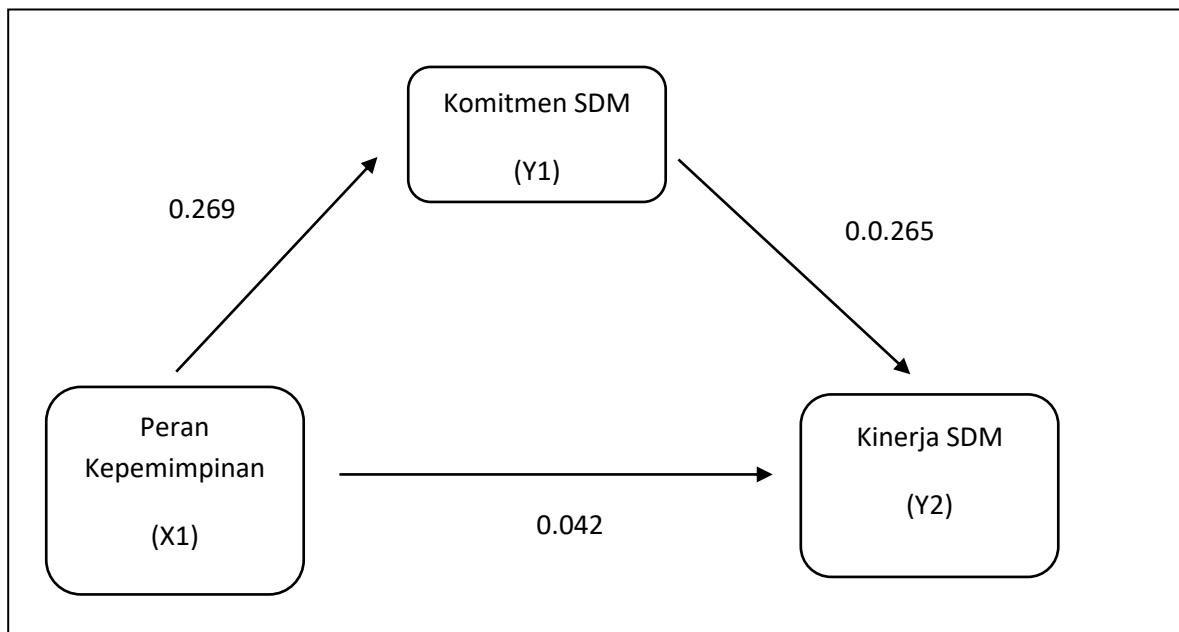 Komitmen SDM
(Y1)
0.269
0.0.265
Peran
Kepemimpinan
(X1)
Kinerja SDM
(Y2)
0.042